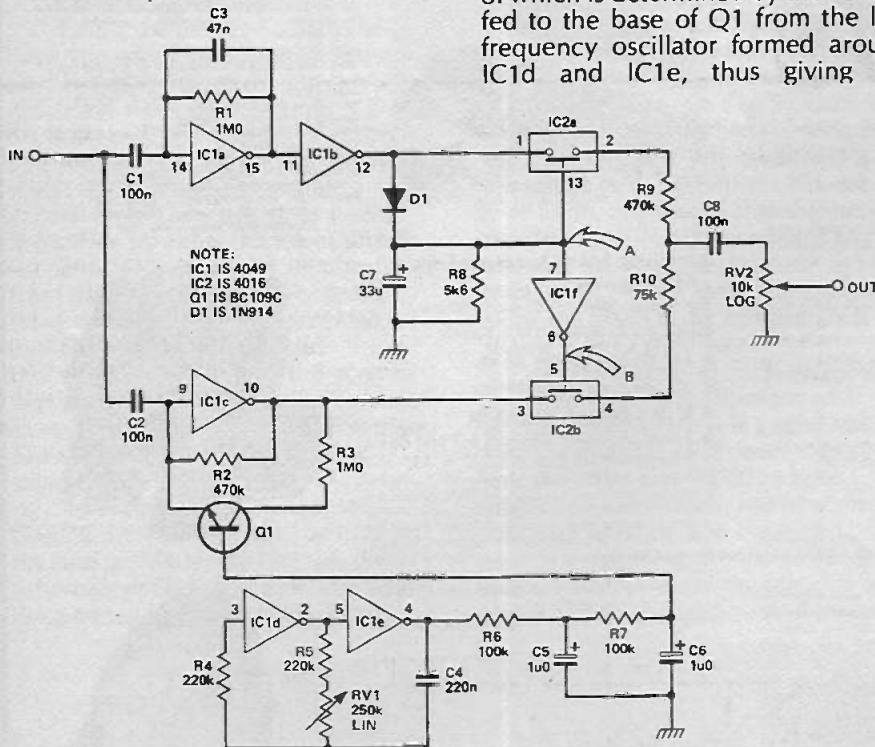 8. which is determined by
fed to the base of Q1 from the l
frequency oscillator formed arou
IC1d and IC1e, thus giving
C3
47n
R1
1M0
IN
C1
100n
14
IC1a
15
11
IC1b
12
IC2a
1
2
13
D1
R9
470k
C8
100n
A
NOTE:
IC1 IS 4049
IC2 IS 4016
Q1 IS BC109C
D1 IS 1N914
C7
33u
+
R8
5k6
7
IC1f
6
R10
75k
RV2
10k
LOG
OUT
B
5
C2
100n
9
IC1c
10
3
4
IC2b
R2
470k
R3
1M0
Q1
3
IC1d
2
5
IC1e
4
R6
100k
R7
100k
R4
220k
R5
220k
RV1
250k
LIN
C4
220n
C5
1u0
+
C6
1u0
+